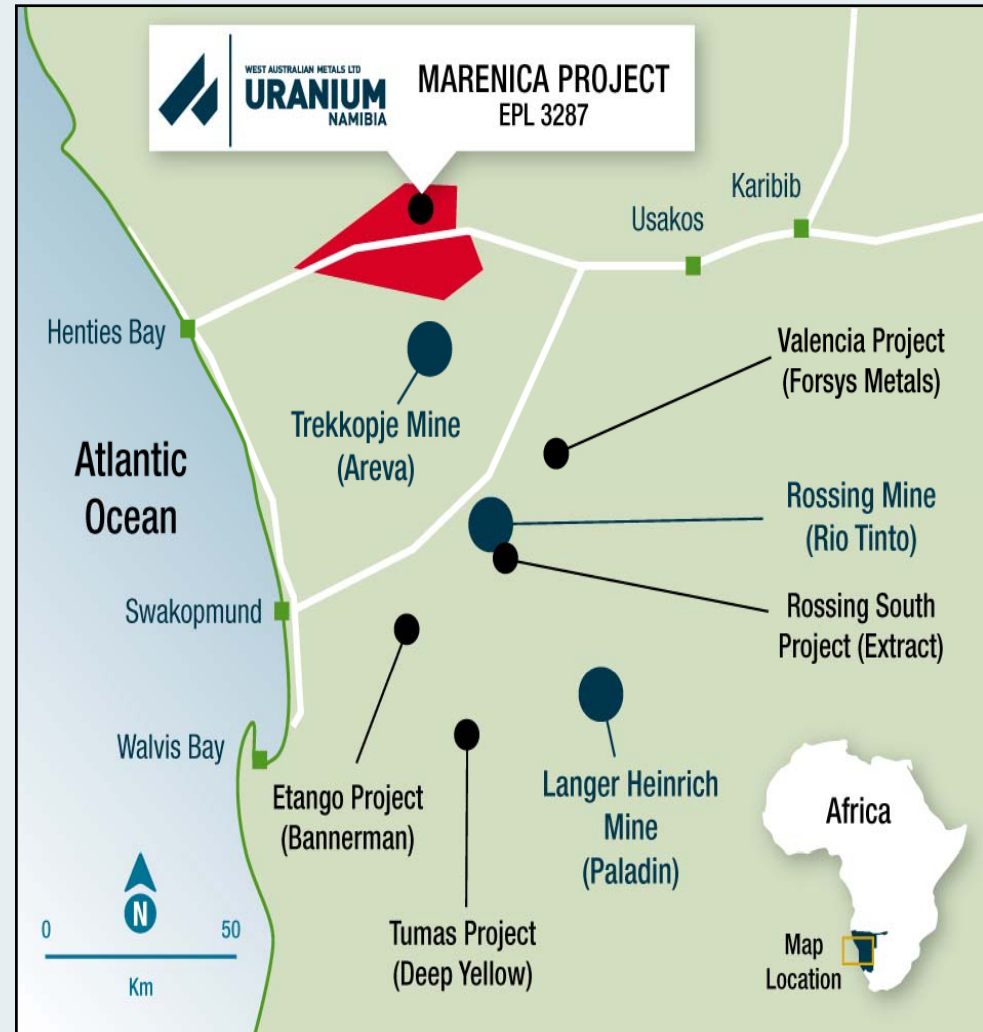 WEST AUSTRALIAN METALS LTD
URANIUM
NAMIBIA
MARENICA PROJECT
EPL 3287
Karibib
Usakos
Henties Bay
Valencia Project
(Forsys Metals)
Trekkopje Mine
(Areva)
Atlantic
Ocean
Rossing Mine
(Rio Tinto)
Swakopmund
Rossing South
Project (Extract)
Walvis Bay
Etango Project
(Bannerman)
Langer Heinrich
Mine
(Paladin)
Africa
N
0 50
Km
Tumas Project
(Deep Yellow)
Map
Location